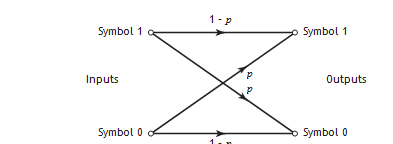 1 - p
Symbol 1 Symbol 1
p
Inputs Outputs
p
Symbol 0 Symbol 0